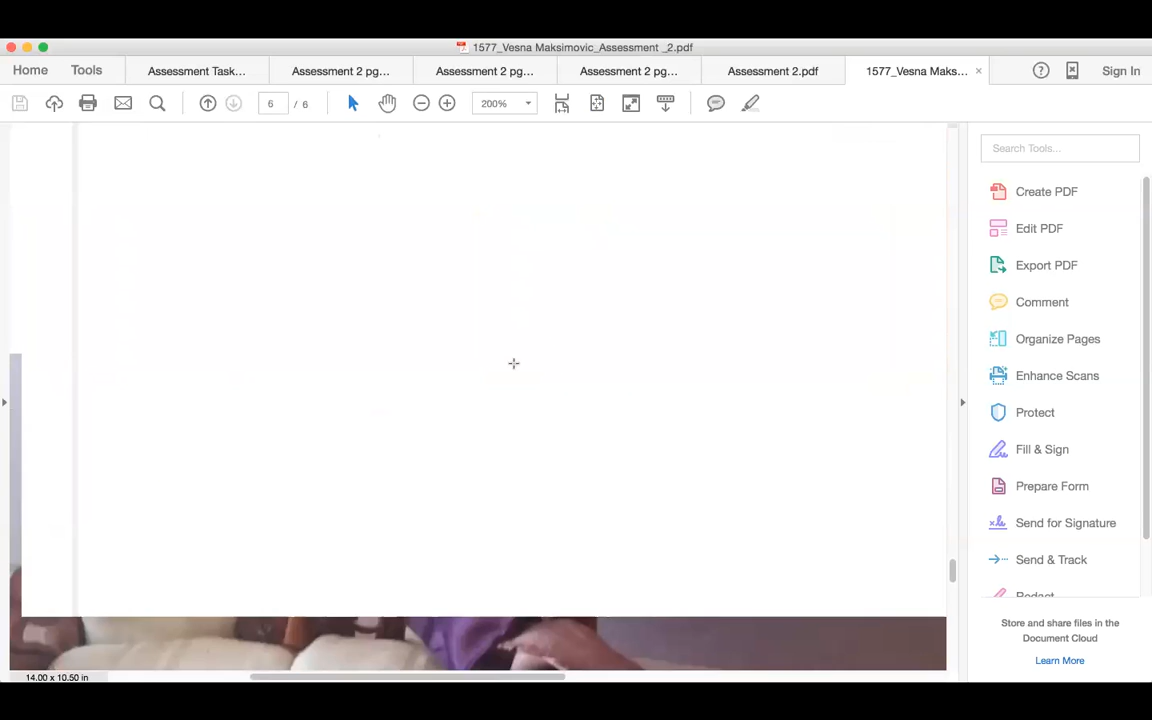 1577_Vesna Maksimovic_Assessment _2.pdf
Home
Tools
Assessment Task...
Assessment 2 pg...
Assessment 2 pg...
Assessment 2 pg...
Assessment 2.pdf
1577_Vesna Maks... ×
Sign In
6 / 6
200%
Search Tools...
Create PDF
Edit PDF
Export PDF
Comment
Organize Pages
Enhance Scans
Protect
Fill & Sign
Prepare Form
Send for Signature
Send & Track
Redact
Store and share files in the
Document Cloud
Learn More
14.00 x 10.50 in